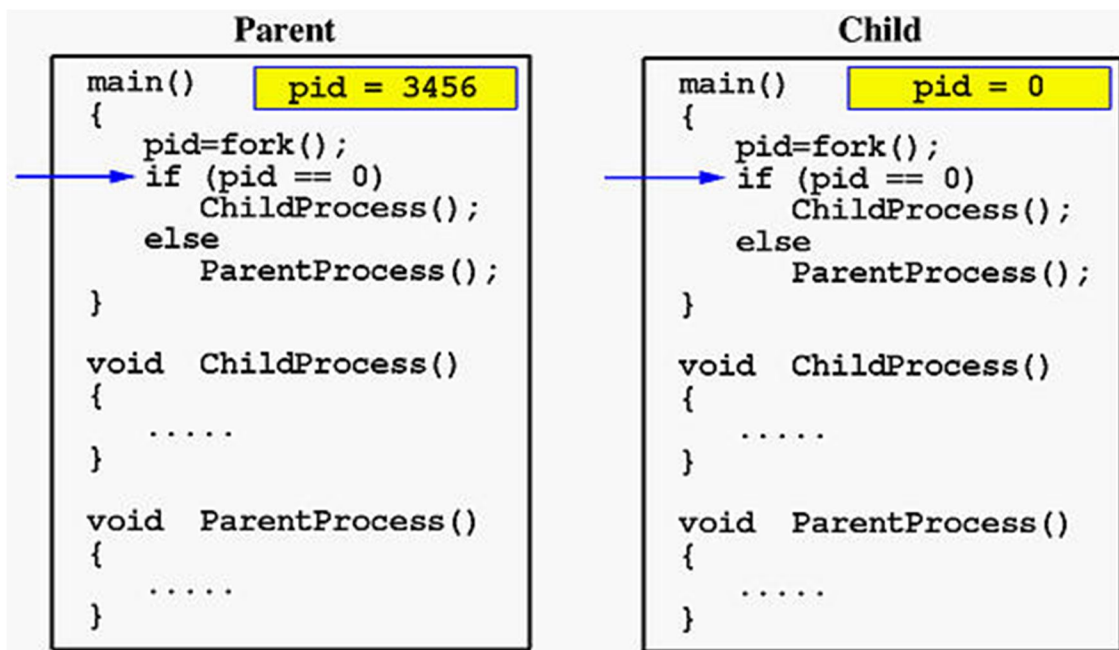 Parent
main()
pid = 3456
{
pid=fork();
if (pid == 0)
ChildProcess();
else
ParentProcess();
}
void ChildProcess()
{
.....
}
void ParentProcess()
{
.....
}
Child
main()
pid = 0
{
pid=fork();
if (pid == 0)
ChildProcess();
else
ParentProcess();
}
void ChildProcess()
{
.....
}
void ParentProcess()
{
.....
}